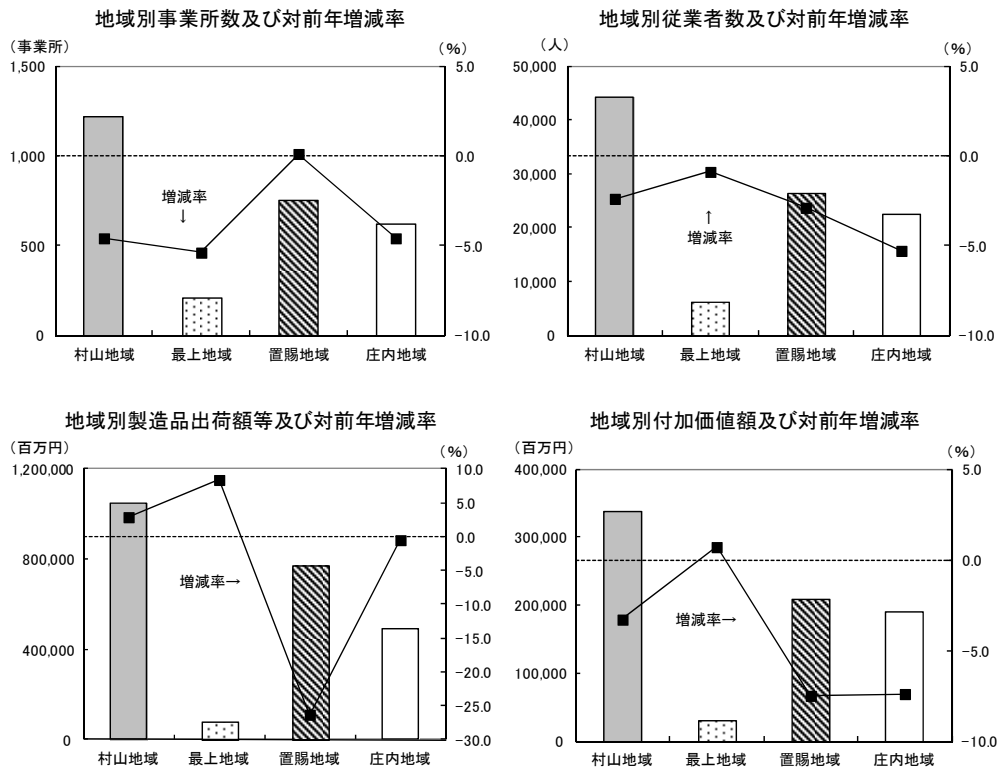 地域別事業所数及び対前年増減率
（事業所）
（％）
1,500
1,000
500
0
5.0
0.0
−5.0
−10.0
増減率
↓
村山地域
最上地域
置賜地域
庄内地域
地域別従業者数及び対前年増減率
（人）
（％）
50,000
40,000
30,000
20,000
10,000
0
5.0
0.0
−5.0
−10.0
↑
増減率
村山地域
最上地域
置賜地域
庄内地域
地域別製造品出荷額等及び対前年増減率
（百万円）
（％）
1,200,000
800,000
400,000
0
10.0
5.0
0.0
−5.0
−10.0
−15.0
−20.0
−25.0
−30.0
増減率→
村山地域
最上地域
置賜地域
庄内地域
地域別付加価値額及び対前年増減率
（百万円）
（％）
400,000
300,000
200,000
100,000
0
5.0
0.0
−5.0
−10.0
増減率→
村山地域
最上地域
置賜地域
庄内地域